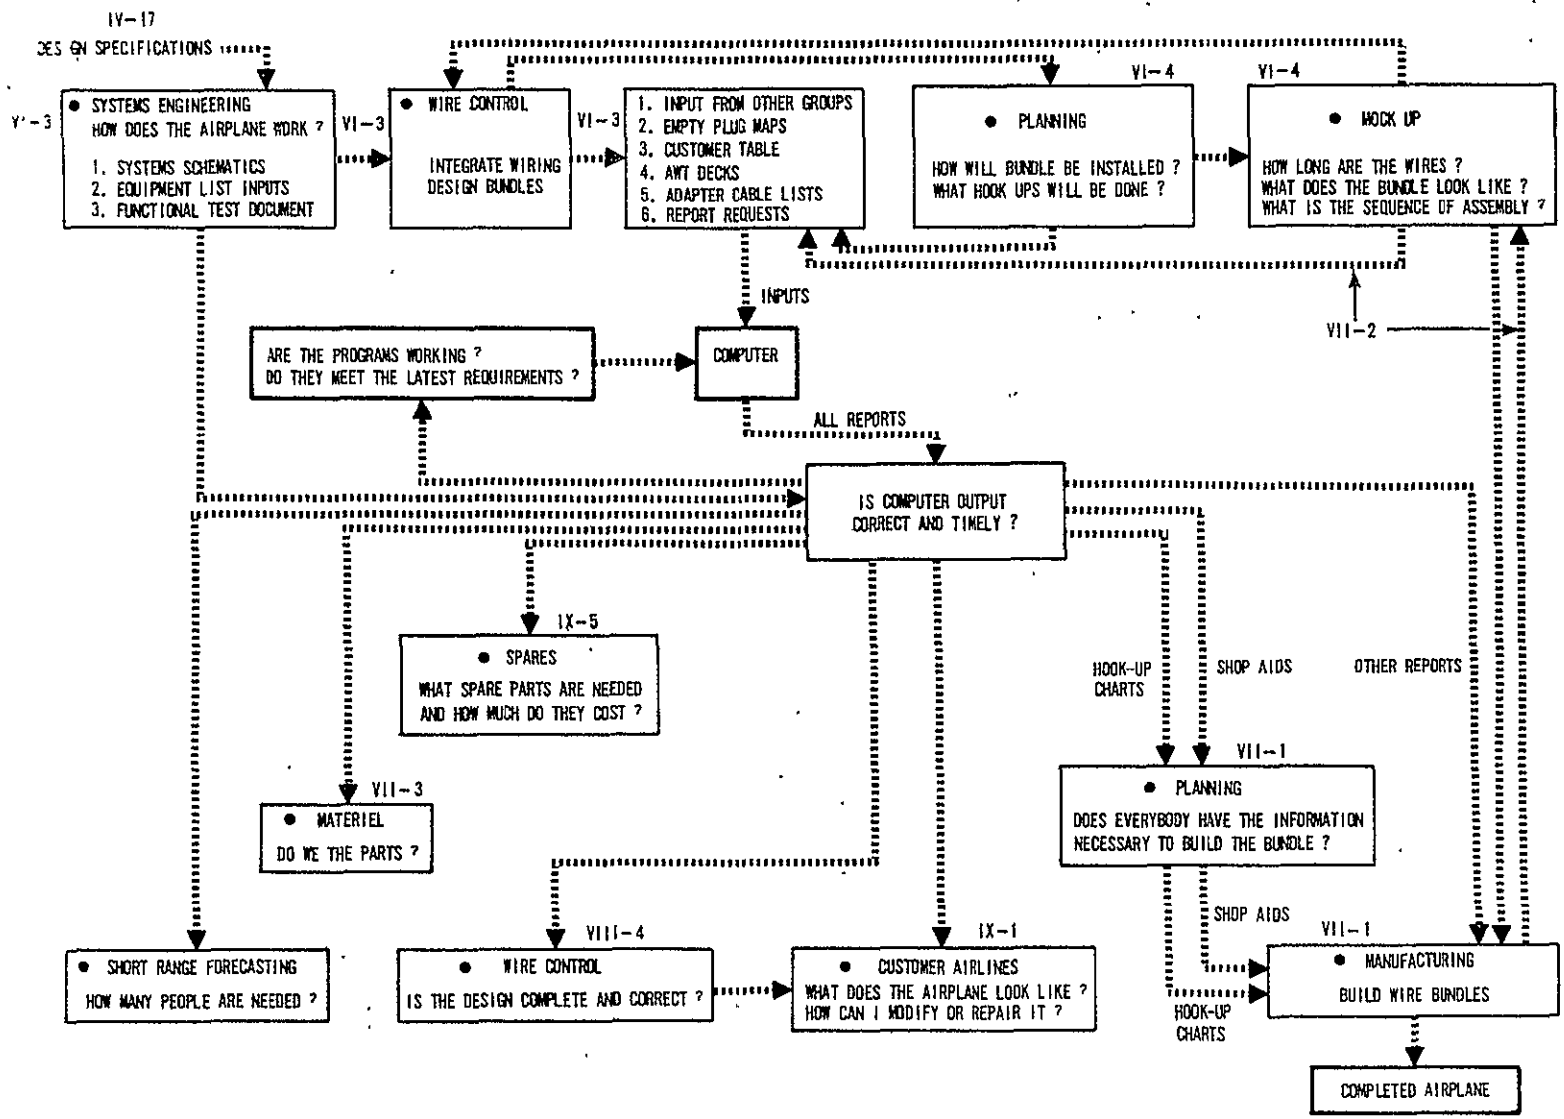 IV-17
DES GN SPECIFICATIONS
V'-3
● SYSTEMS ENGINEERING
HOW DOES THE AIRPLANE WORK ?
1. SYSTEMS SCHEMATICS
2. EQUIPMENT LIST INPUTS
3. FUNCTIONAL TEST DOCUMENT
VI-3
● WIRE CONTROL
INTEGRATE WIRING
DESIGN BUNDLES
VI-3
1. INPUT FROM OTHER GROUPS
2. EMPTY PLUG MAPS
3. CUSTOMER TABLE
4. AWT DECKS
5. ADAPTER CABLE LISTS
6. REPORT REQUESTS
VI-4
● PLANNING
HOW WILL BUNDLE BE INSTALLED ?
WHAT HOOK UPS WILL BE DONE ?
VI-4
● MOCK UP
HOW LONG ARE THE WIRES ?
WHAT DOES THE BUNDLE LOOK LIKE ?
WHAT IS THE SEQUENCE OF ASSEMBLY ?
INPUTS
VII-2
ARE THE PROGRAMS WORKING ?
DO THEY MEET THE LATEST REQUIREMENTS ?
COMPUTER
ALL REPORTS
IS COMPUTER OUTPUT
CORRECT AND TIMELY ?
IX-5
● SPARES
WHAT SPARE PARTS ARE NEEDED
AND HOW MUCH DO THEY COST ?
HOOK-UP
CHARTS
SHOP AIDS
OTHER REPORTS
VII-3
● MATERIEL
DO WE THE PARTS ?
VII-1
● PLANNING
DOES EVERYBODY HAVE THE INFORMATION
NECESSARY TO BUILD THE BUNDLE ?
SHOP AIDS
HOOK-UP
CHARTS
● SHORT RANGE FORECASTING
HOW MANY PEOPLE ARE NEEDED ?
VIII-4
● WIRE CONTROL
IS THE DESIGN COMPLETE AND CORRECT ?
IX-1
● CUSTOMER AIRLINES
WHAT DOES THE AIRPLANE LOOK LIKE ?
HOW CAN I MODIFY OR REPAIR IT ?
VII-1
● MANUFACTURING
BUILD WIRE BUNDLES
COMPLETED AIRPLANE